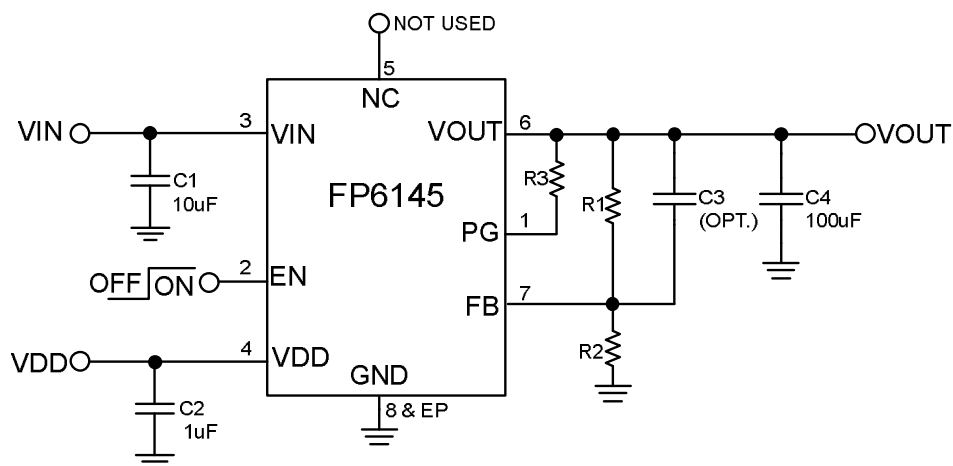 NOT USED
5
NC
VIN
3
VIN
VOUT
6
VOUT
C1
10uF
FP6145
R3
R1
C3
(OPT.)
C4
100uF
PG
1
OFF
ON
2
EN
FB
7
VDD
4
VDD
R2
GND
8 & EP
C2
1uF